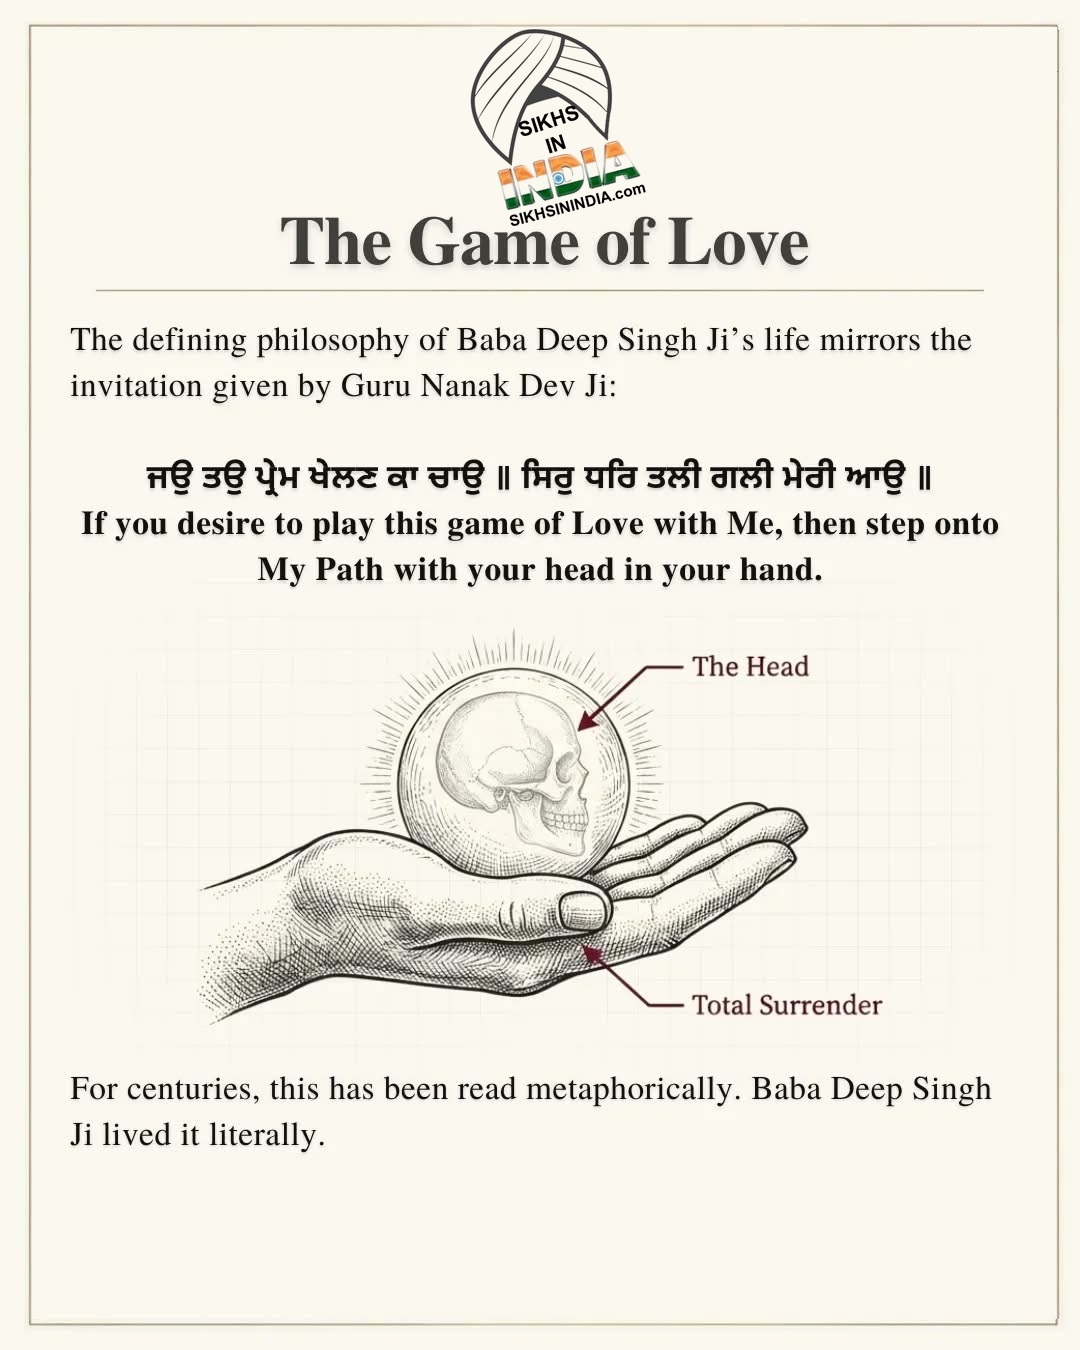 SIKHS
IN
INDIA
SIKHSININDIA.com
The Game of Love
The defining philosophy of Baba Deep Singh Ji’s life mirrors the
invitation given by Guru Nanak Dev Ji:
ਜਉ ਤਉ ਪ੍ਰੇਮ ਖੇਲਣ ਕਾ ਚਾਉ ॥ ਸਿਰੁ ਧਰਿ ਤਲੀ ਗਲੀ ਮੇਰੀ ਆਉ ॥
If you desire to play this game of Love with Me, then step onto
My Path with your head in your hand.
The Head
Total Surrender
For centuries, this has been read metaphorically. Baba Deep Singh
Ji lived it literally.